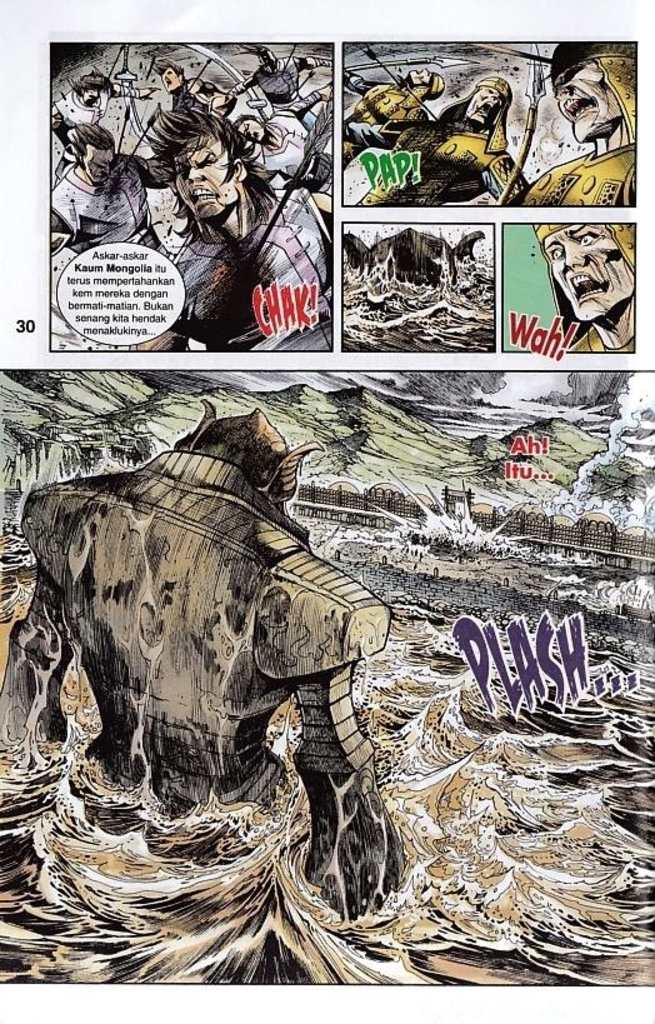 Askar-askar
Kaum Mongolia itu
terus mempertahankan
kem mereka dengan
bermati-matian. Bukan
senang kita hendak
menaklukinya...
CHAK!
PAP!
Wah!
30
Ah!
Itu...
PLASH...